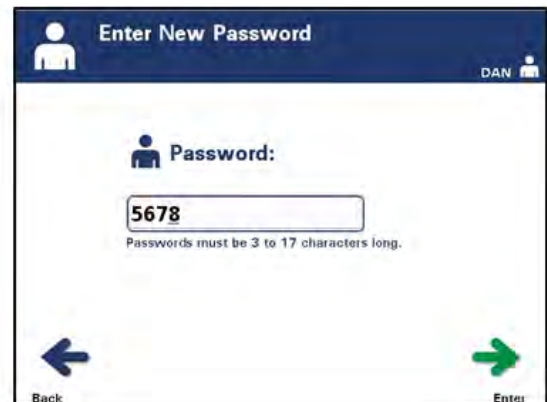 Enter New Password
DAN
Password:
5678
Passwords must be 3 to 17 characters long.
Back
Enter